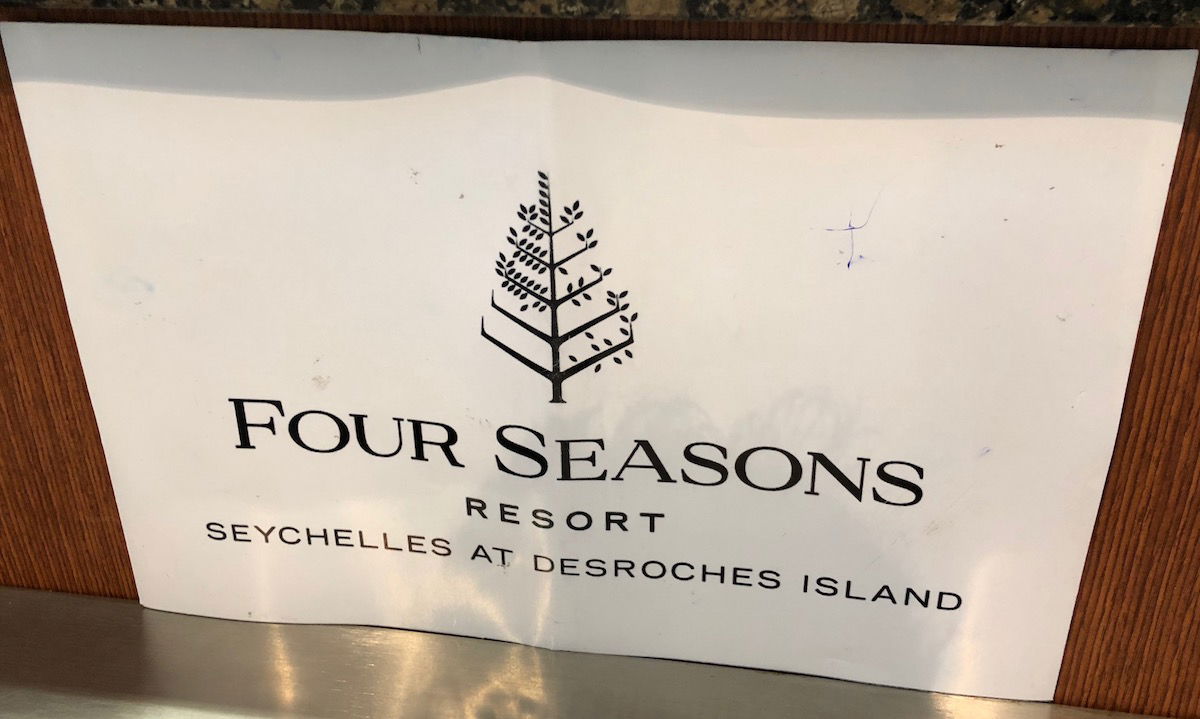 FOUR SEASONS
RESORT
SEYCHELLES AT DESROCHES ISLAND